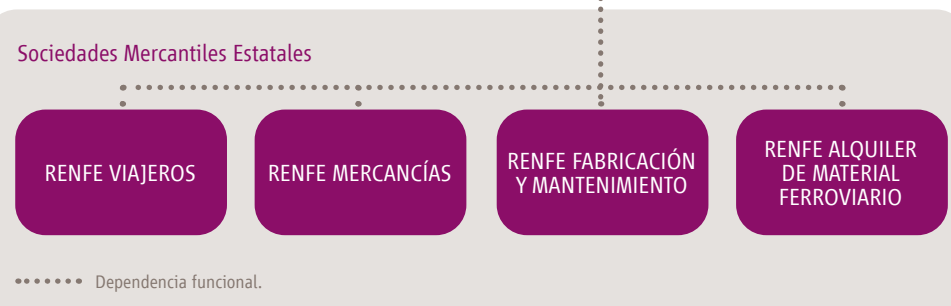 Sociedades Mercantiles Estatales
RENFE VIAJEROS
RENFE MERCANCÍAS
RENFE FABRICACIÓN
Y MANTENIMIENTO
RENFE ALQUILER
DE MATERIAL
FERROVIARIO
Dependencia funcional.